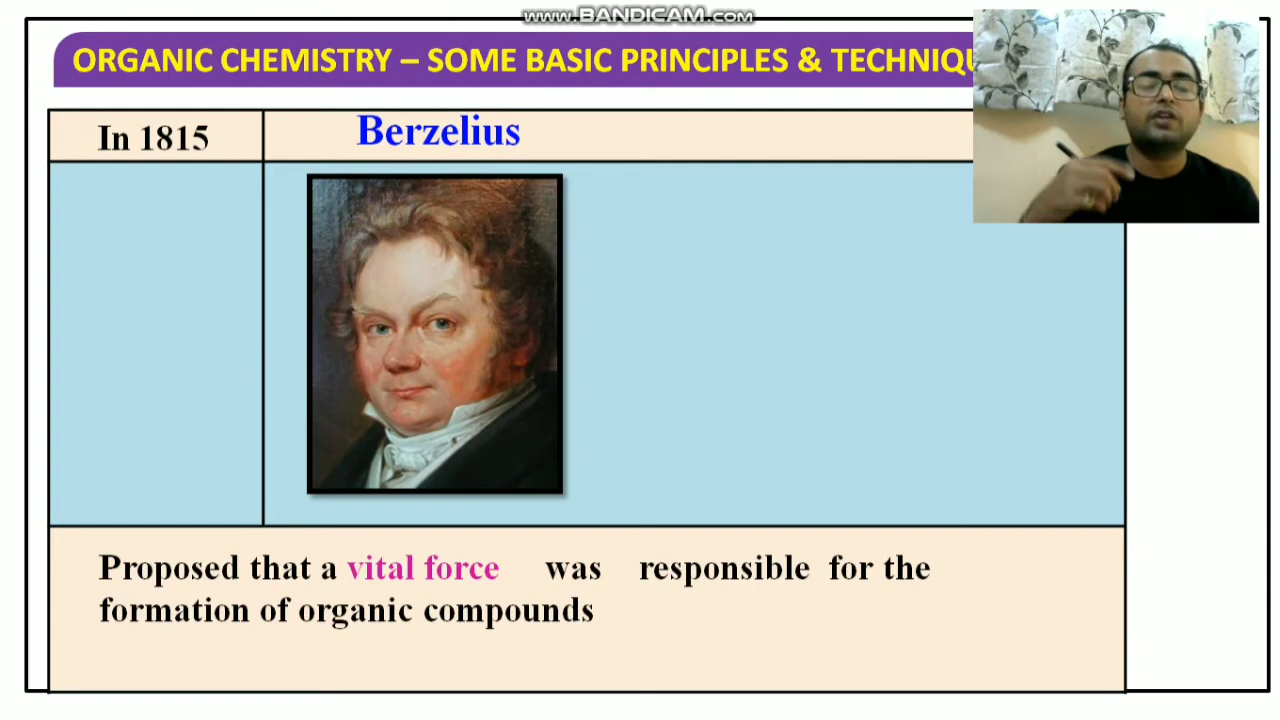 www.BANDICAM.com
ORGANIC CHEMISTRY – SOME BASIC PRINCIPLES & TECHNIQU
In 1815
Berzelius
Proposed that a vital force was responsible for the
formation of organic compounds